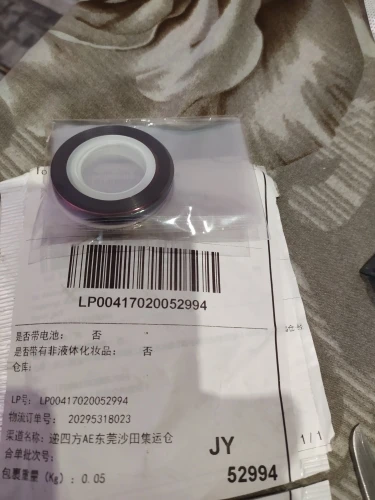 To
LP00417020052994
是否带电池： 否
是否带有非液体化妆品： 否
仓库:
LP号: LP00417020052994
物流订单号: 20295318023
渠道名称: 递四方AE东莞沙田集运仓
合单批次号:
包裹重量 (Kg): 0.05
JY
1/1
52994